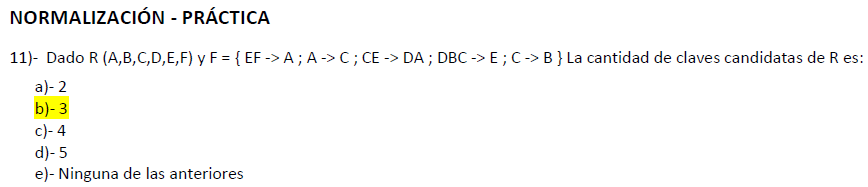 NORMALIZACIÓN - PRÁCTICA
11)- Dado R (A,B,C,D,E,F) y F = { EF -> A ; A -> C ; CE -> DA ; DBC -> E ; C -> B } La cantidad de claves candidatas de R es:
a)- 2
b)- 3
c)- 4
d)- 5
e)- Ninguna de las anteriores